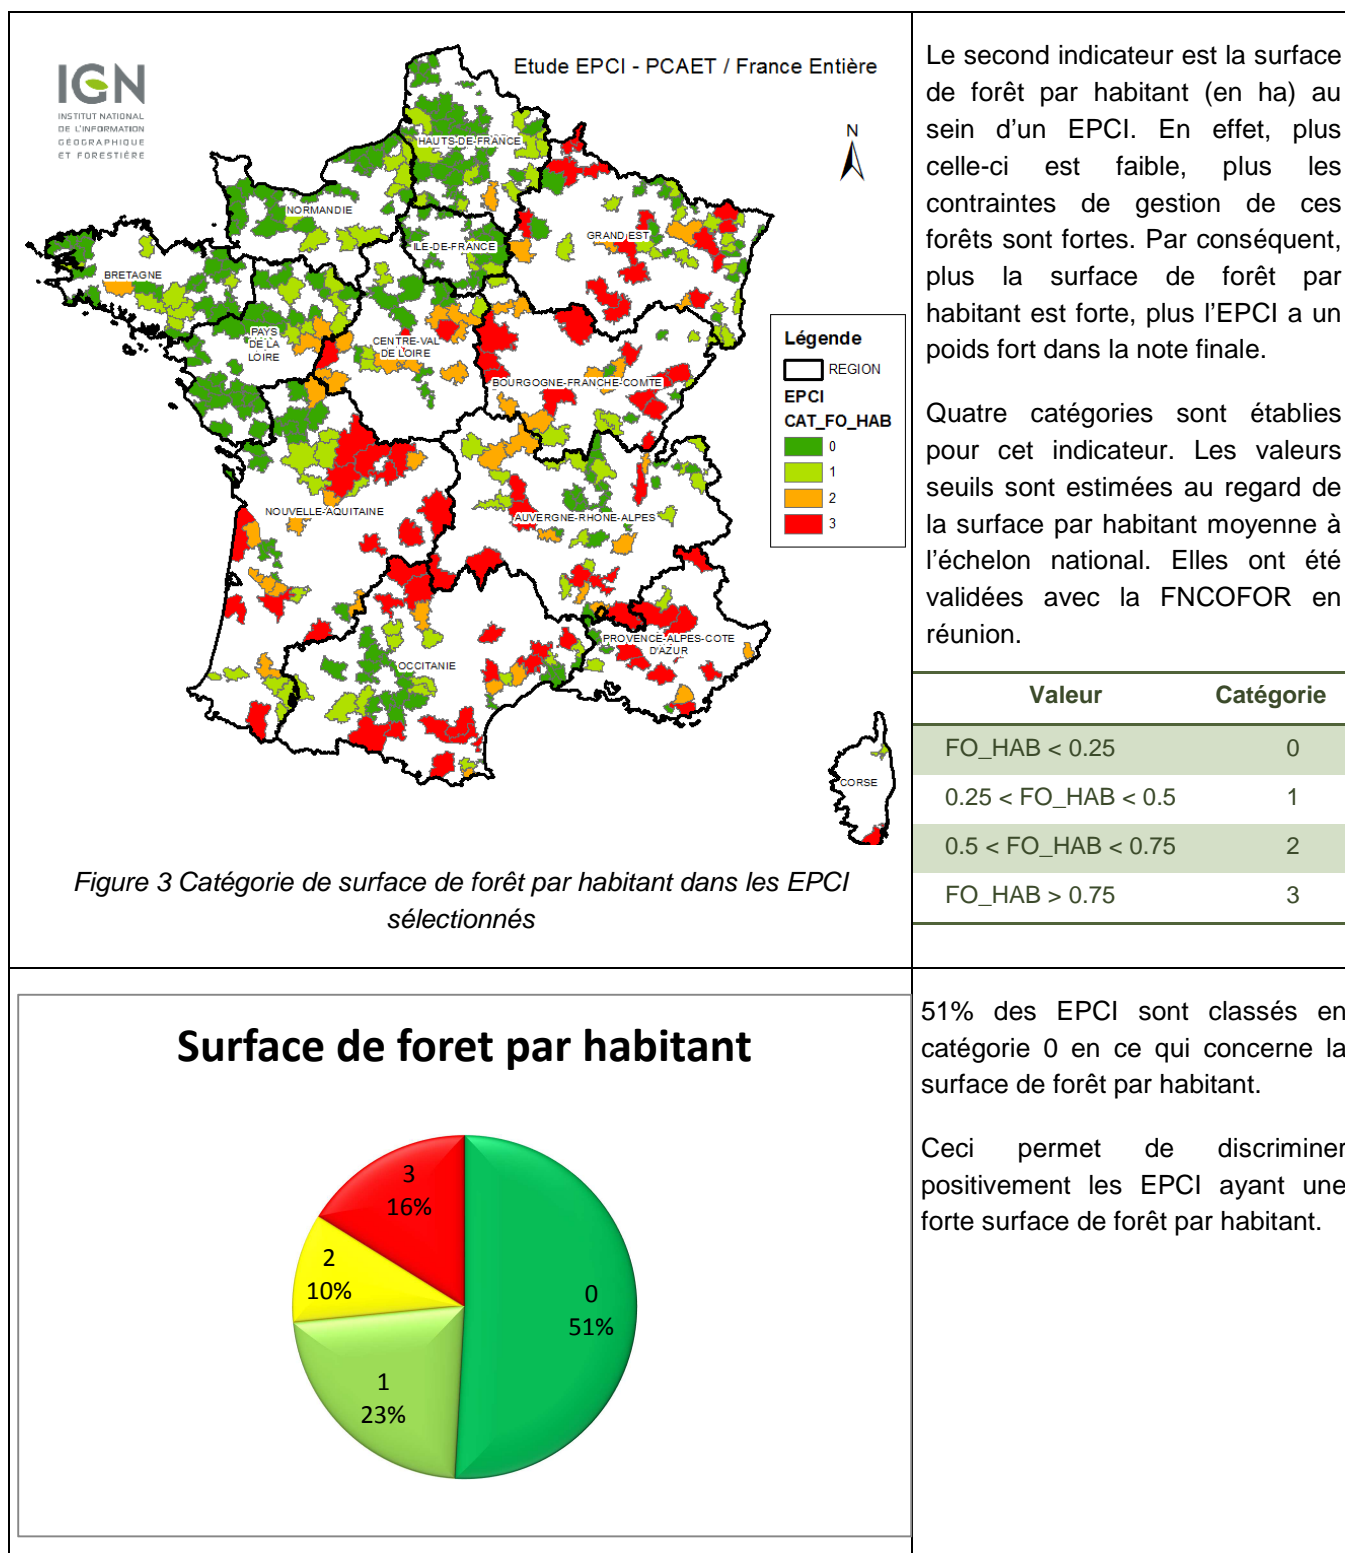 IGN
INSTITUT NATIONAL
DE L'INFORMATION
GÉOGRAPHIQUE
ET FORESTIÈRE
Etude EPCI - PCAET / France Entière
N
HAUTS-DE-FRANCE
NORMANDIE
ILE-DE-FRANCE
GRAND EST
BRETAGNE
PAYS
DE LA
LOIRE
CENTRE-VAL
DE LOIRE
BOURGOGNE-FRANCHE-COMTE
NOUVELLE-AQUITAINE
AUVERGNE-RHONE-ALPES
PROVENCE-ALPES-COTE
D'AZUR
OCCITANIE
CORSE
Légende
REGION
EPCI
CAT_FO_HAB
0
1
2
3
Figure 3 Catégorie de surface de forêt par habitant dans les EPCI
sélectionnés
Le second indicateur est la surface
de forêt par habitant (en ha) au
sein d'un EPCI. En effet, plus
celle-ci est faible, plus les
contraintes de gestion de ces
forêts sont fortes. Par conséquent,
plus la surface de forêt par
habitant est forte, plus l'EPCI a un
poids fort dans la note finale.
Quatre catégories sont établies
pour cet indicateur. Les valeurs
seuils sont estimées au regard de
la surface par habitant moyenne à
l'échelon national. Elles ont été
validées avec la FNCOFOR en
réunion.
Valeur Catégorie
FO_HAB < 0.25 0
0.25 < FO_HAB < 0.5 1
0.5 < FO_HAB < 0.75 2
FO_HAB > 0.75 3
Surface de foret par habitant
3
16%
2
10%
0
51%
1
23%
51% des EPCI sont classés en
catégorie 0 en ce qui concerne la
surface de forêt par habitant.
Ceci permet de discriminer
positivement les EPCI ayant une
forte surface de forêt par habitant.